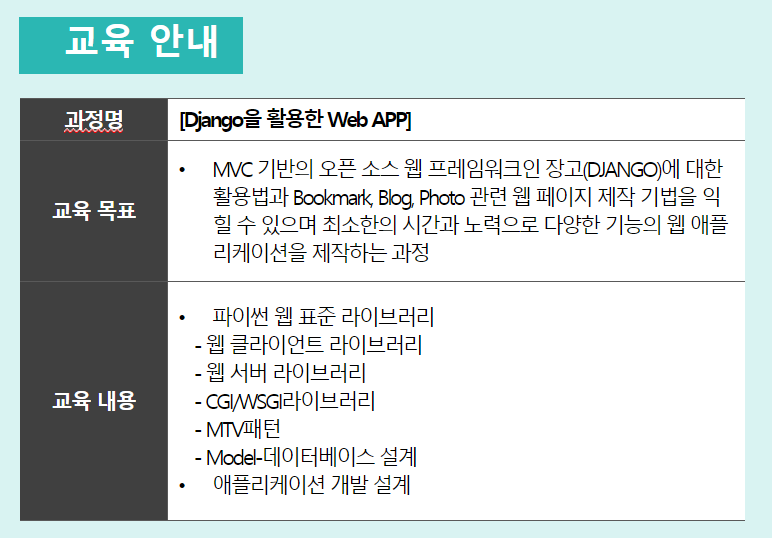 교육 안내
과정명
[Django을 활용한 Web APP]
교육 목표
• MVC 기반의 오픈 소스 웹 프레임워크인 장고(DJANGO)에 대한
활용법과 Bookmark, Blog, Photo 관련 웹 페이지 제작 기법을 익
힐 수 있으며 최소한의 시간과 노력으로 다양한 기능의 웹 애플
리케이션을 제작하는 과정
교육 내용
• 파이썬 웹 표준 라이브러리
- 웹 클라이언트 라이브러리
- 웹 서버 라이브러리
- CGI/WSGI라이브러리
- MTV패턴
- Model-데이터베이스 설계
• 애플리케이션 개발 설계